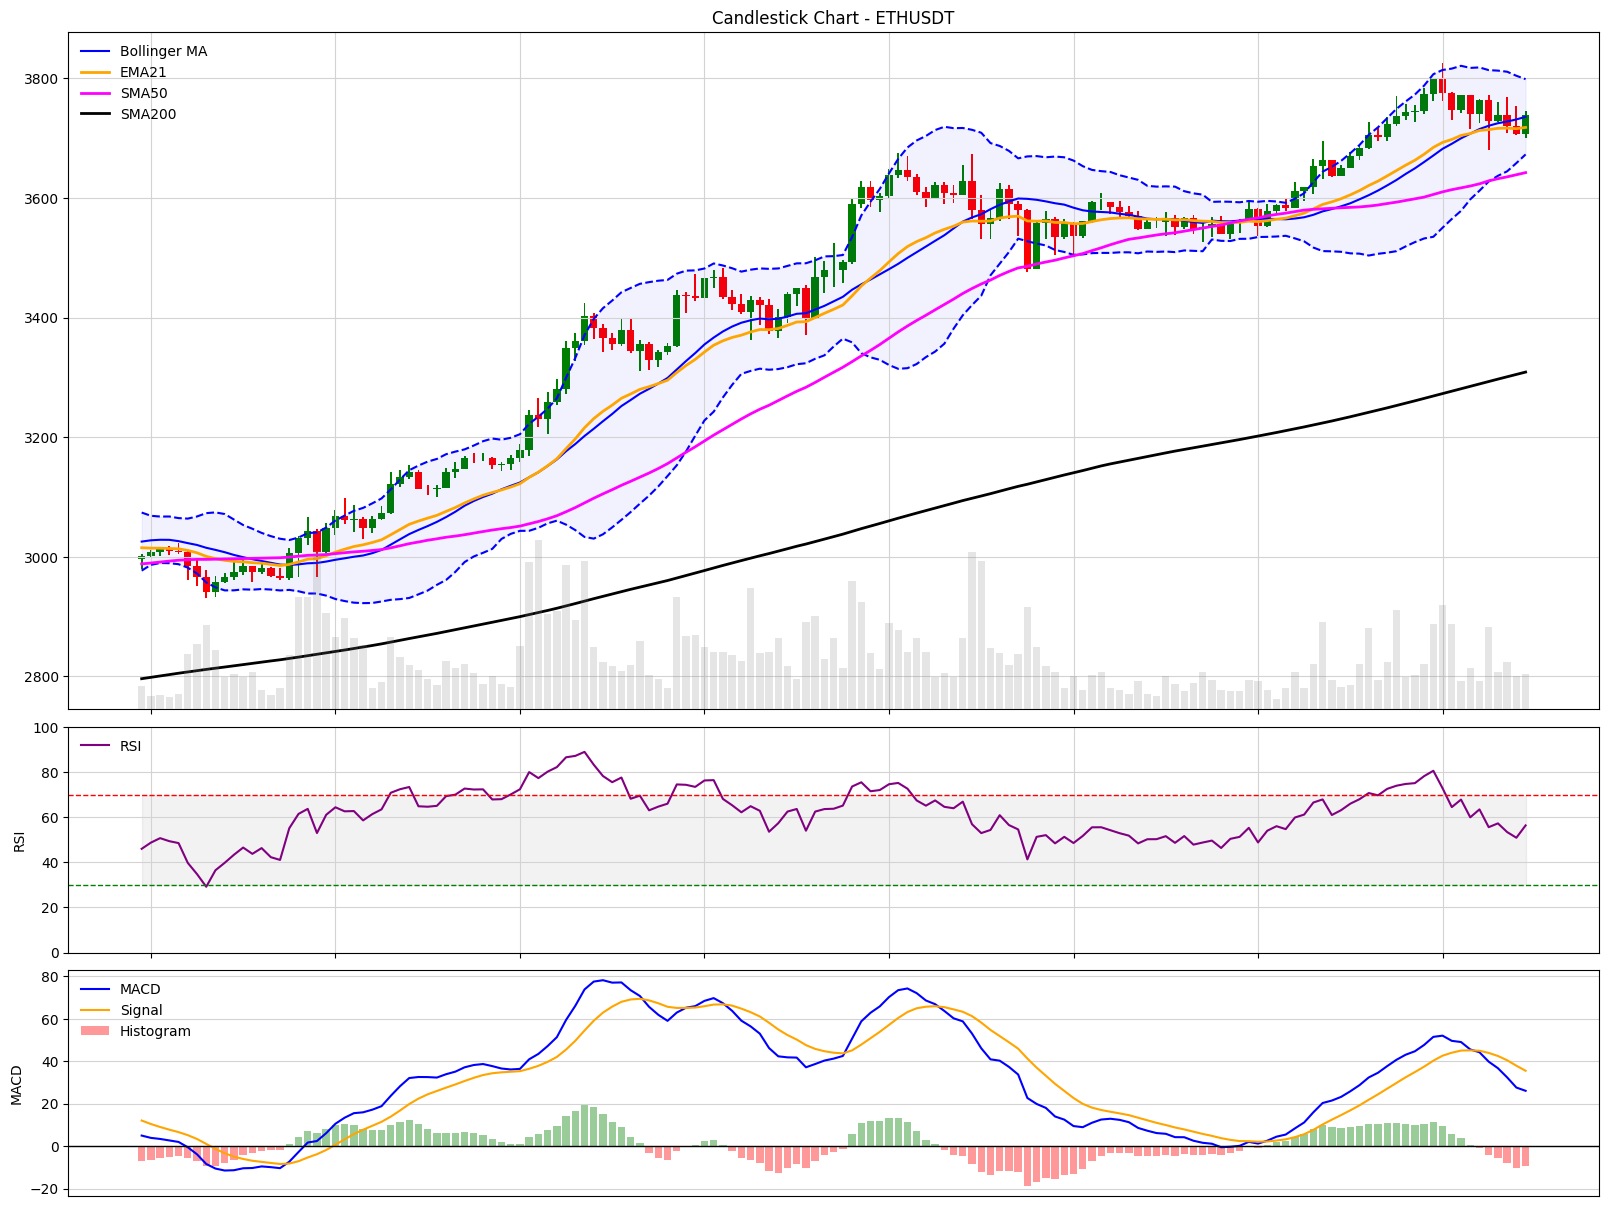 Candlestick Chart - ETHUSDT
Bollinger MA
EMA21
SMA50
SMA200
3800
3600
3400
3200
3000
2800
RSI
100
80
60
40
20
0
RSI
MACD
Signal
Histogram
80
60
40
20
0
−20
MACD